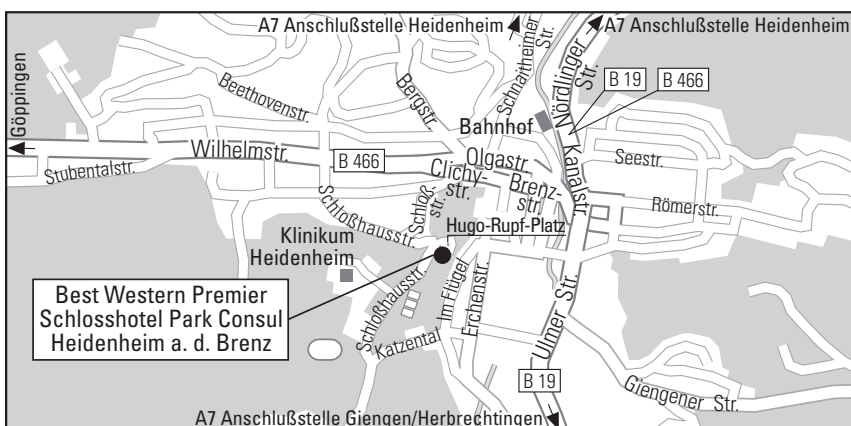 A7 Anschlußstelle Heidenheim
A7 Anschlußstelle Heidenheim
Göppingen
Beethovenstr.
Bergstr.
Schnaitheimer
Str.
Nördlinger
Str.
B 19
B 466
Bahnhof
Wilhelmstr.
B 466
Olgastr.
Clichy-
str.
Brenz-
str.
Kanalstr.
Seestr.
Stubentalstr.
Schloßhausstr.
Schloß-
str.
Römerstr.
Hugo-Rupf-Platz
Klinikum
Heidenheim
Best Western Premier
Schlosshotel Park Consul
Heidenheim a. d. Brenz
Schloßhausstr.
Im Flügel
Erchenstr.
Katzental
Ulmer Str.
B 19
Giengener Str.
A7 Anschlußstelle Giengen/Herbrechtingen